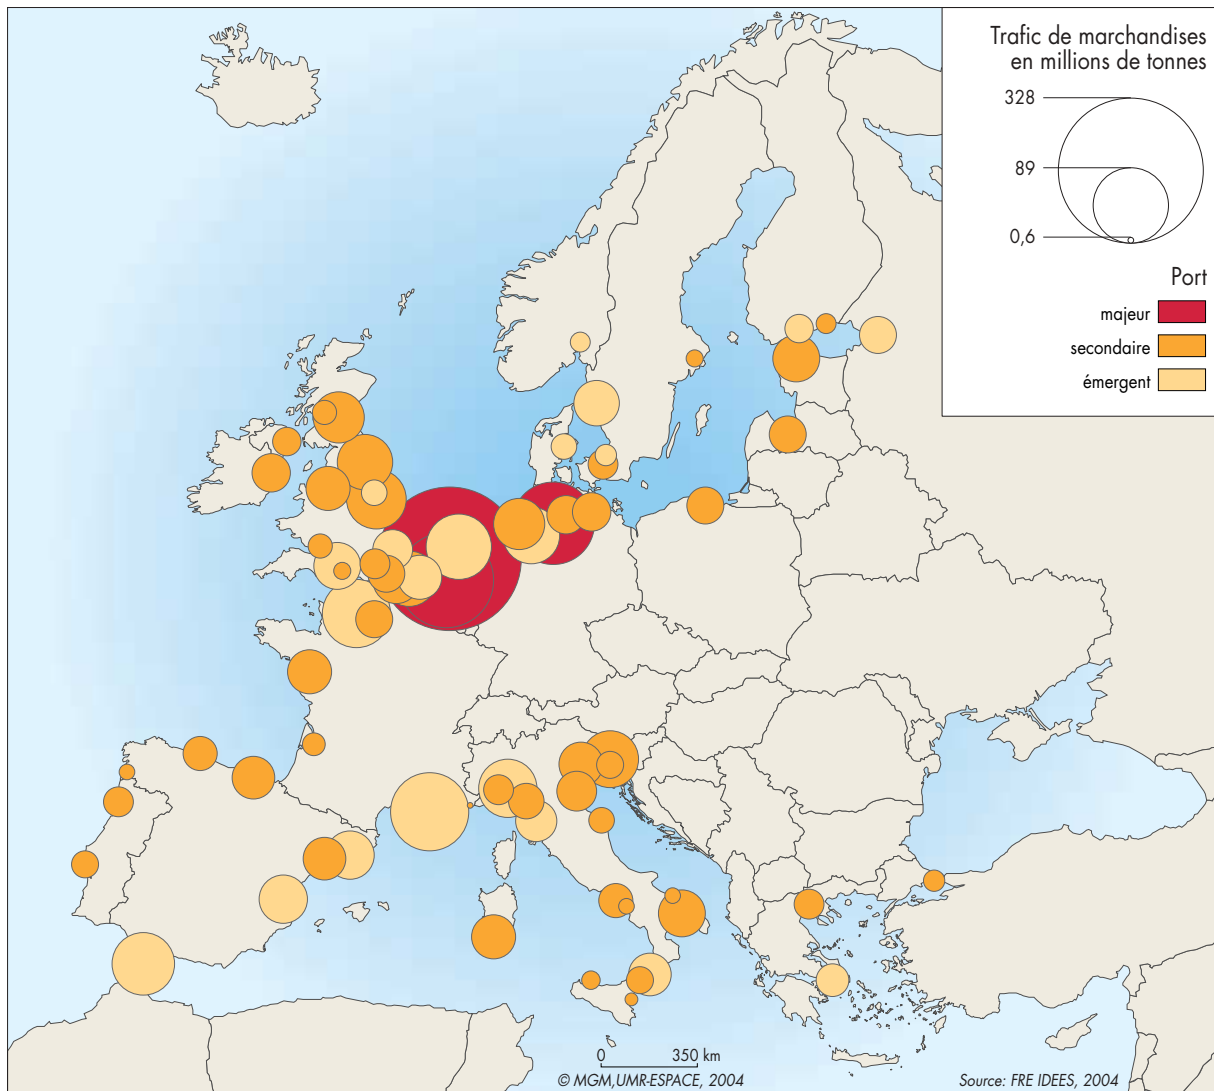 Trafic de marchandises
en millions de tonnes
328
89
0,6
Port
majeur
secondaire
émergent
0 350 km
© MGM,UMR-ESPACE, 2004
Source: FRE IDEES, 2004